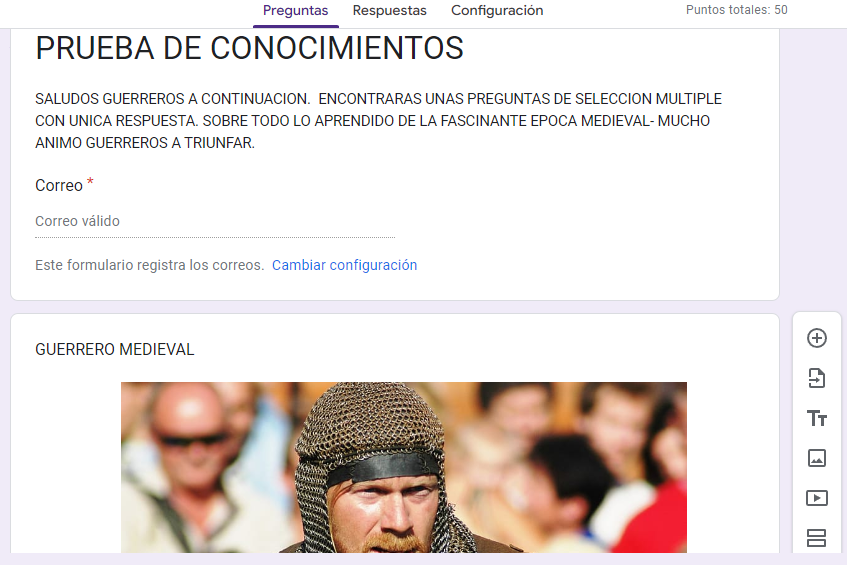 Preguntas Respuestas Configuración Puntos totales: 50
PRUEBA DE CONOCIMIENTOS
SALUDOS GUERREROS A CONTINUACION.  ENCONTRARAS UNAS PREGUNTAS DE SELECCION MULTIPLE
CON UNICA RESPUESTA. SOBRE TODO LO APRENDIDO DE LA FASCINANTE EPOCA MEDIEVAL- MUCHO
ANIMO GUERREROS A TRIUNFAR.
Correo *
Correo válido
Este formulario registra los correos. Cambiar configuración
GUERRERO MEDIEVAL
Tт